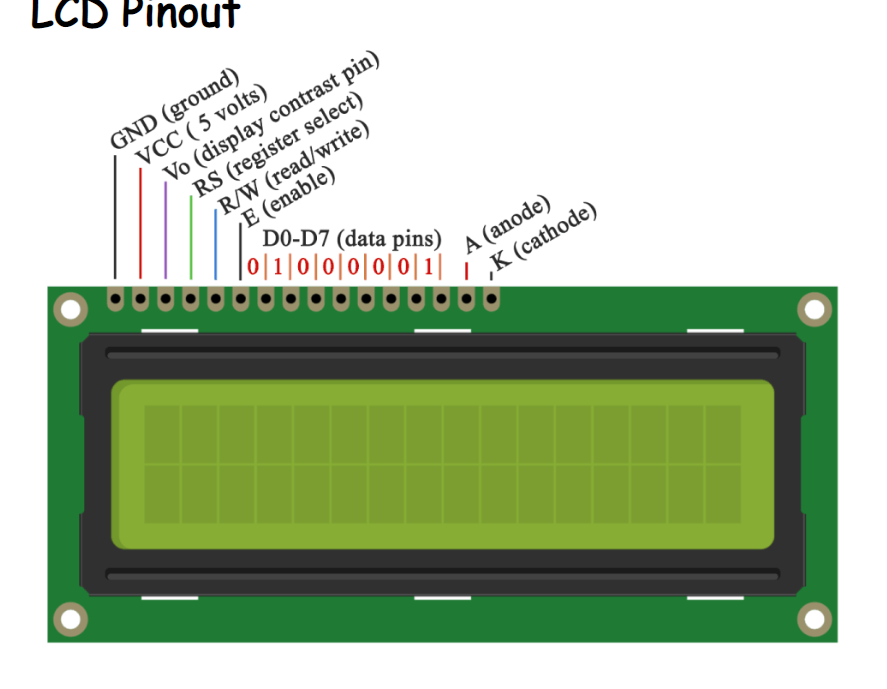 LCD Pinout
GND (ground)
VCC ( 5 volts)
Vo (display contrast pin)
RS (register select)
R/W (read/write)
E (enable)
D0-D7 (data pins)
0|1|0|0|0|0|0|1|
A (anode)
K (cathode)